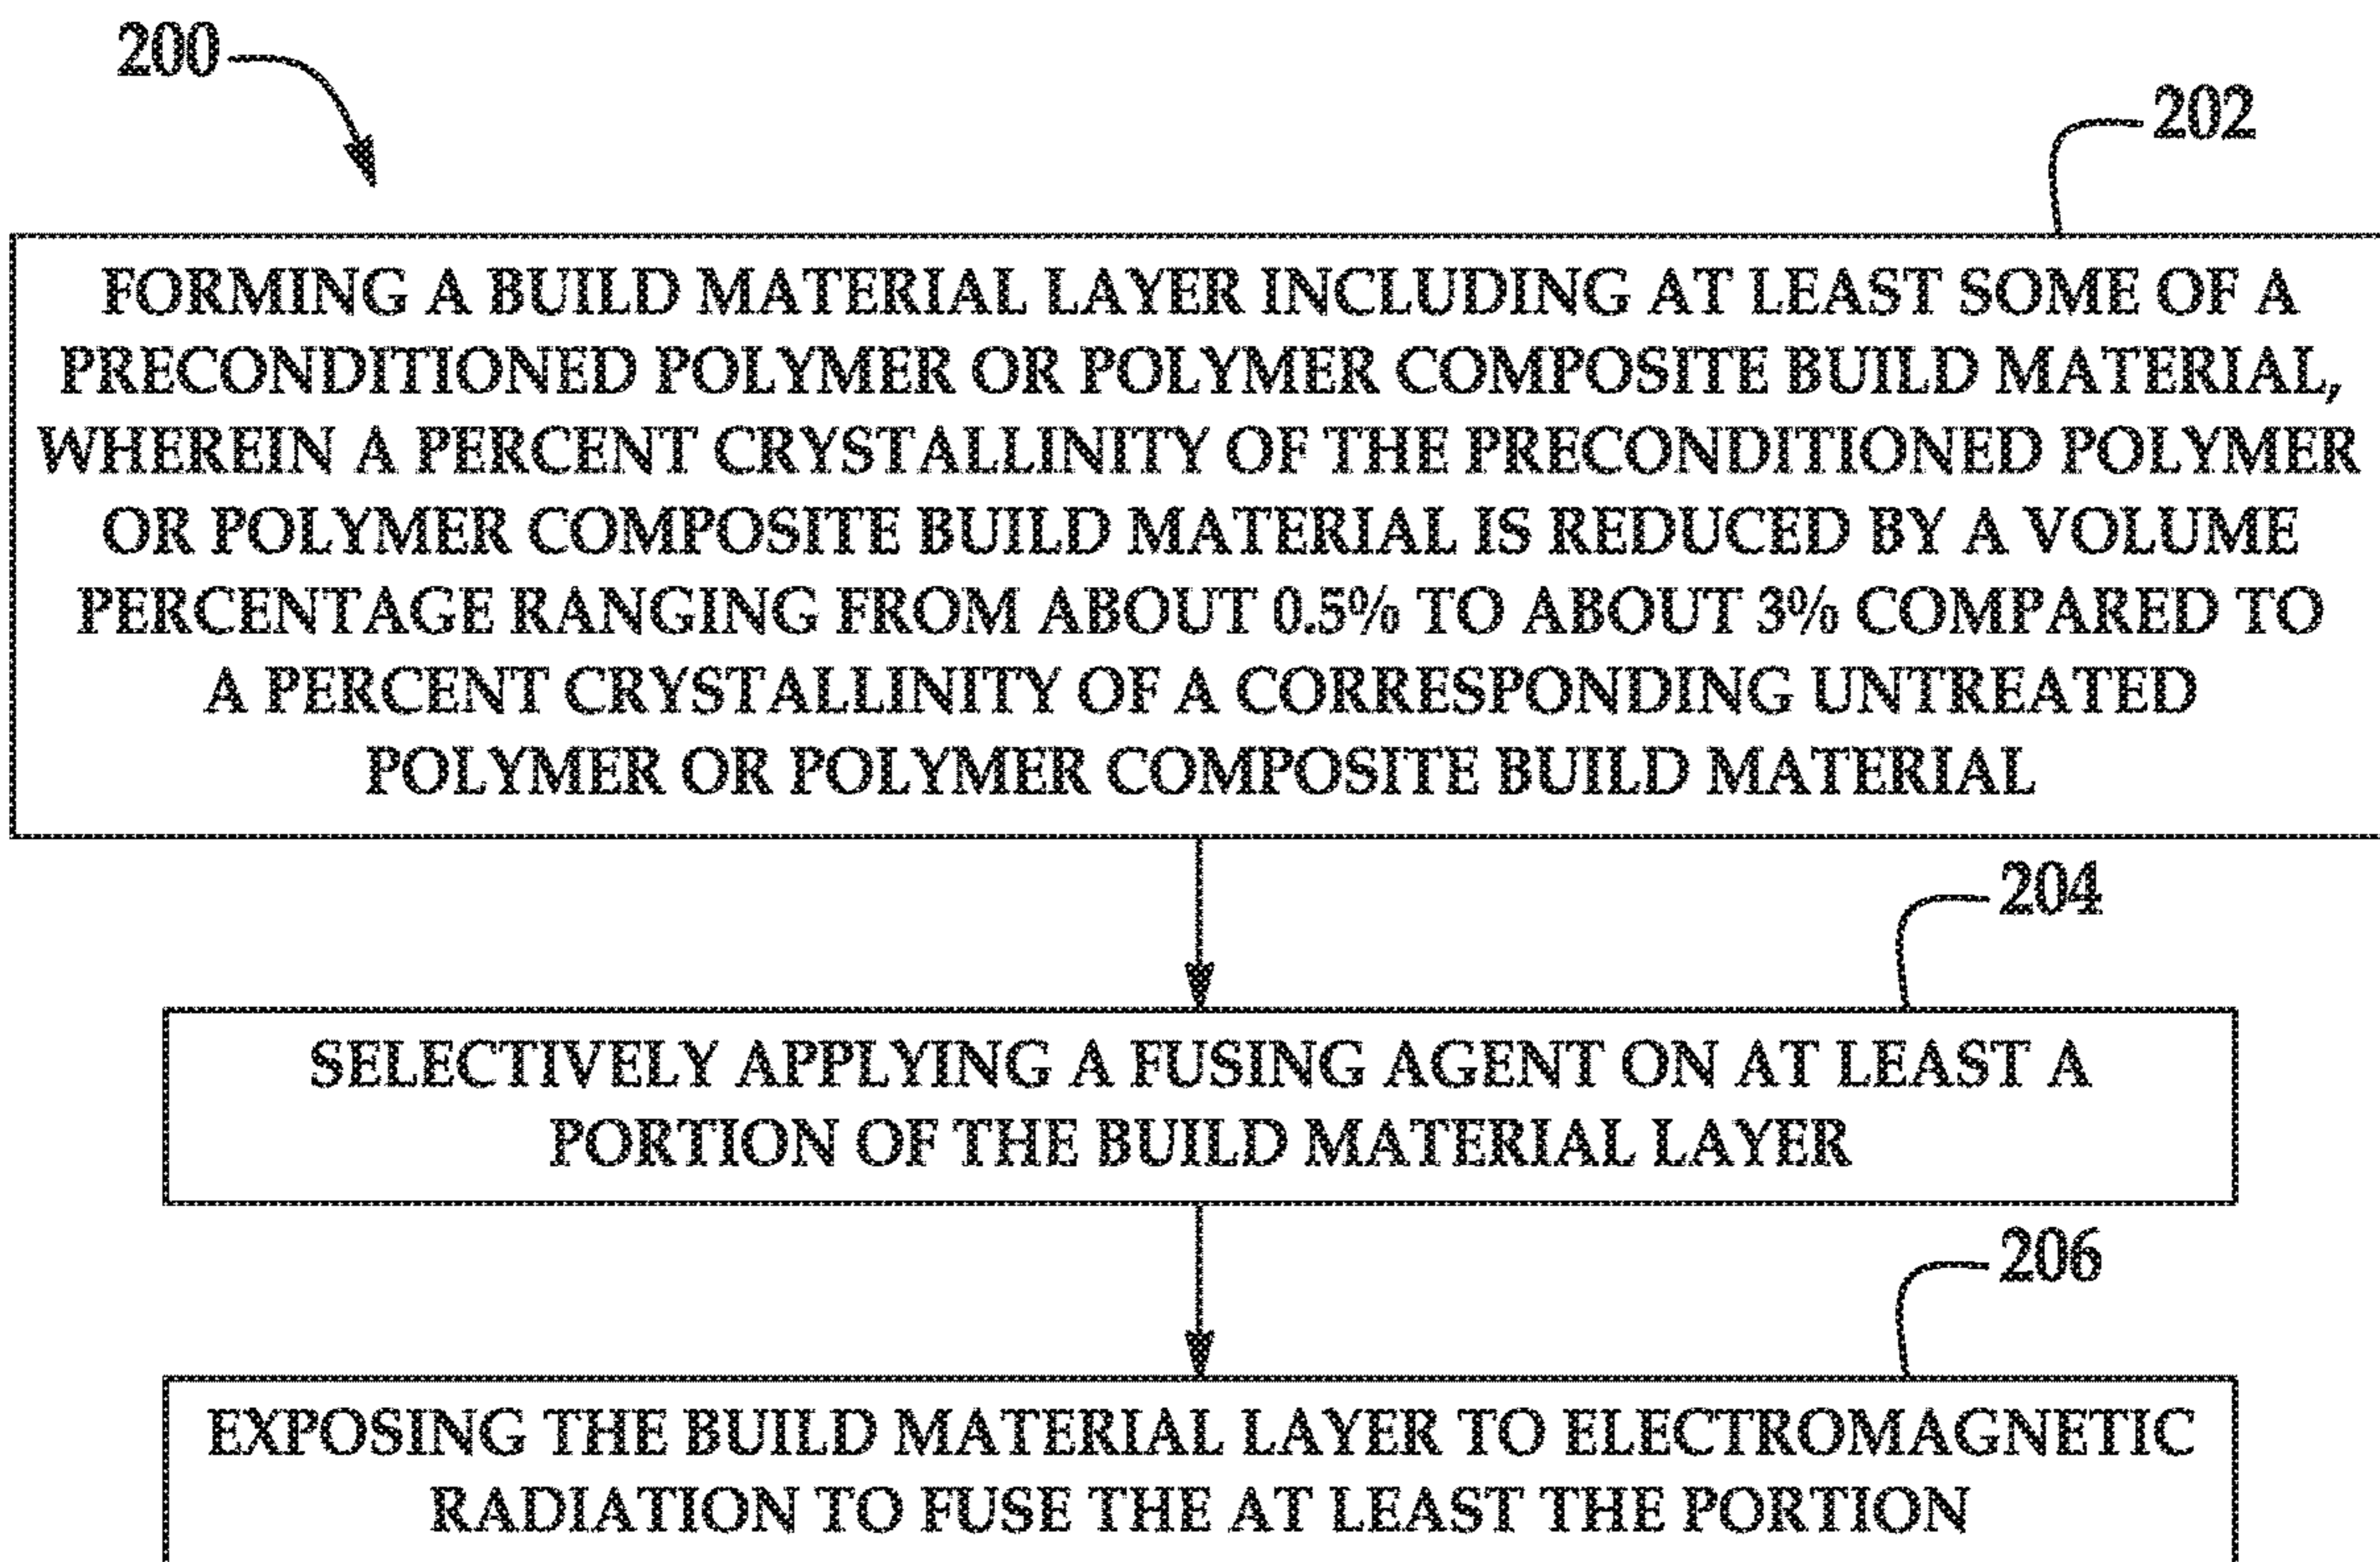 200
202
FORMING A BUILD MATERIAL LAYER INCLUDING AT LEAST SOME OF A
PRECONDITIONED POLYMER OR POLYMER COMPOSITE BUILD MATERIAL,
WHEREIN A PERCENT CRYSTALLINITY OF THE PRECONDITIONED POLYMER
OR POLYMER COMPOSITE BUILD MATERIAL IS REDUCED BY A VOLUME
PERCENTAGE RANGING FROM ABOUT 0.5% TO ABOUT 3% COMPARED TO
A PERCENT CRYSTALLINITY OF A CORRESPONDING UNTREATED
POLYMER OR POLYMER COMPOSITE BUILD MATERIAL
204
SELECTIVELY APPLYING A FUSING AGENT ON AT LEAST A
PORTION OF THE BUILD MATERIAL LAYER
206
EXPOSING THE BUILD MATERIAL LAYER TO ELECTROMAGNETIC
RADIATION TO FUSE THE AT LEAST THE PORTION